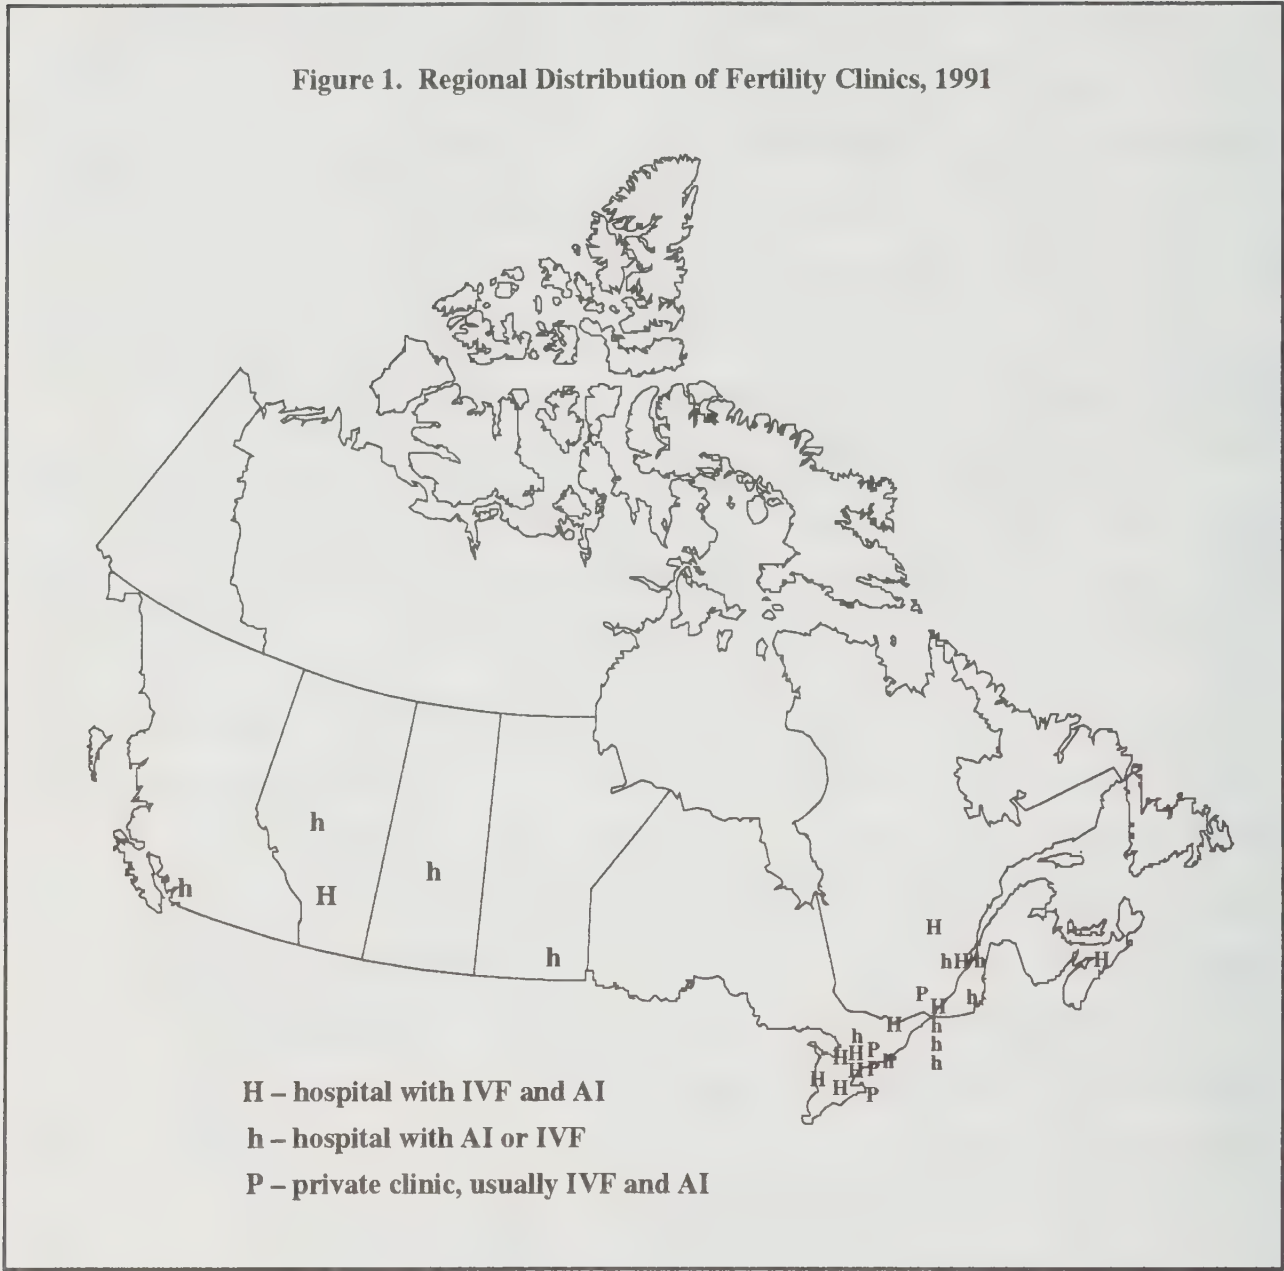 Figure 1. Regional Distribution of Fertility Clinics, 1991
h
H
h
h
h
H
h H h
H
P
H
h
H
h
h
h
h
H H P
h
H P
H
H
P
H – hospital with IVF and AI
h – hospital with AI or IVF
P – private clinic, usually IVF and AI